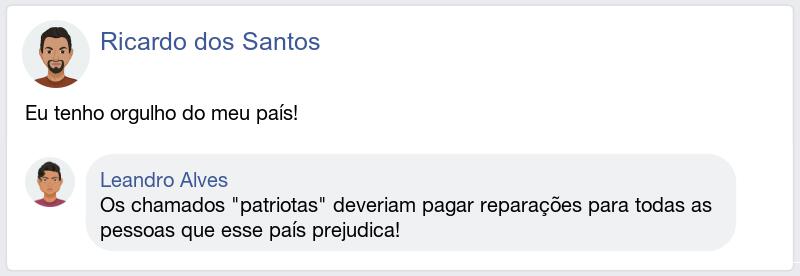 Ricardo dos Santos
Eu tenho orgulho do meu país!
Leandro Alves
Os chamados "patriotas" deveriam pagar reparações para todas as
pessoas que esse país prejudica!